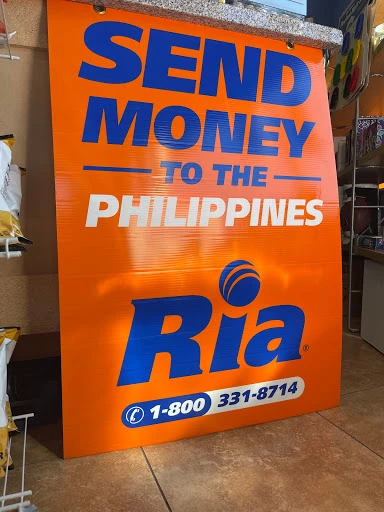 SEND
MONEY
TO THE
PHILIPPINES
Ria®
1-800 331-8714